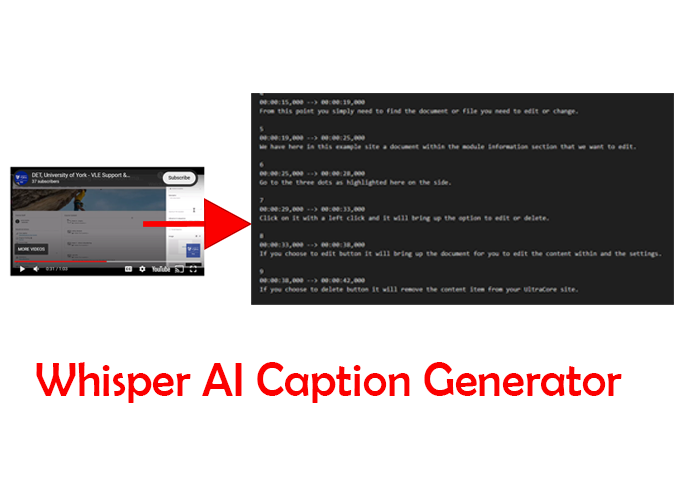 DET, University of York - VLE Support &...
37 subscribers
Subscribe
MORE VIDEOS
0:31 / 1:03
CC
YouTube
00:00:15,000 --> 00:00:19,000
From this point you simply need to find the document or file you need to edit or change.
5
00:00:19,000 --> 00:00:25,000
We have here in this example site a document within the module information section that we want to edit.
6
00:00:25,000 --> 00:00:28,000
Go to the three dots as highlighted here on the side.
7
00:00:29,000 --> 00:00:33,000
Click on it with a left click and it will bring up the option to edit or delete.
8
00:00:33,000 --> 00:00:38,000
If you choose to edit button it will bring up the document for you to edit the content within and the settings.
9
00:00:38,000 --> 00:00:42,000
If you choose to delete button it will remove the content item from your UltraCore site.
Whisper AI Caption Generator